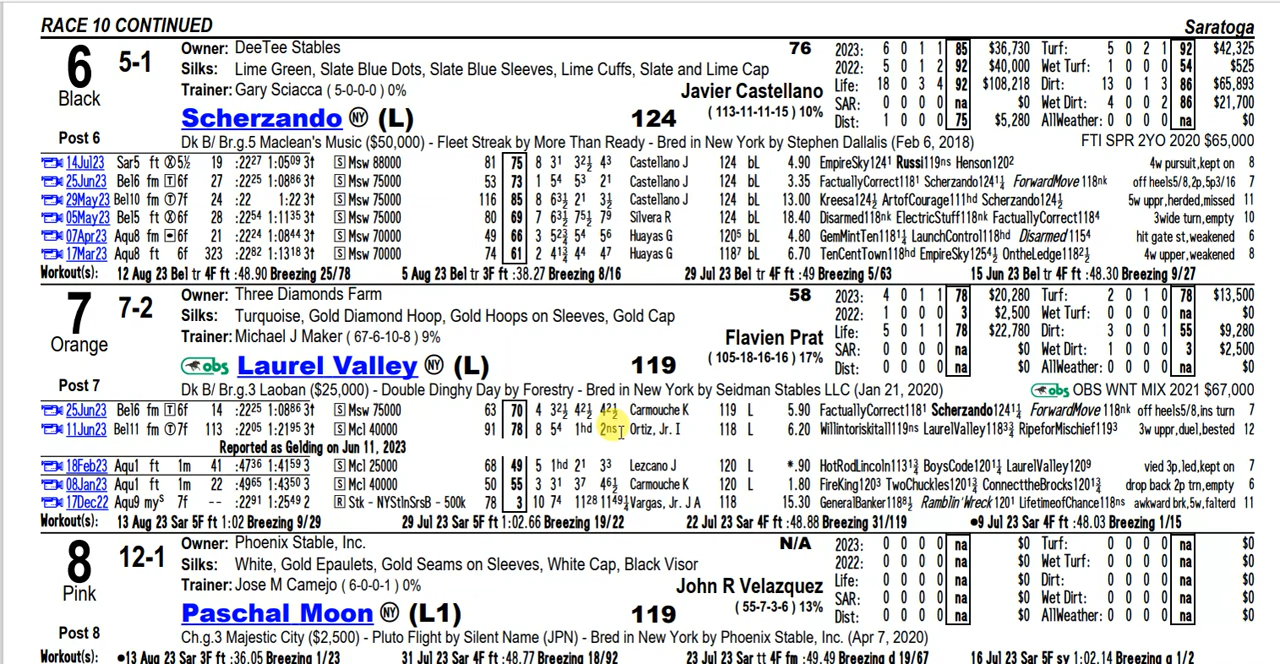 RACE 10 CONTINUED Saratoga
6 5-1 Owner: DeeTee Stables 76 2023: 6 0 1 1 85 $36,730 Turf: 5 0 2 1 92 $42,325
Silks: Lime Green, Slate Blue Dots, Slate Blue Sleeves, Lime Cuffs, Slate and Lime Cap 2022: 5 0 1 2 92 $40,000 Wet Turf: 1 0 0 0 54 $525
Black Trainer: Gary Sciacca ( 5-0-0-0 ) 0% Javier Castellano Life: 18 0 3 4 92 $108,218 Dirt: 13 0 1 3 86 $65,893
Scherzando NY (L) 124 ( 113-11-11-15 ) 10% SAR: 0 0 0 0 na $0 Wet Dirt: 4 0 0 2 86 $21,700
Dist: 1 0 0 0 75 $5,280 AllWeather: 0 0 0 0 na $0
Post 6 Dk B/ Br.g.5 Maclean's Music ($50,000) - Fleet Streak by More Than Ready - Bred in New York by Stephen Dallalis (Feb 6, 2018) FTI SPR 2YO 2020 $65,000
14Jul23 Sar5 ft 5½ 19 :2227 1:0509 3↑ S Msw 88000 81 75 8 31 32½ 43 Castellano J 124 bL 4.90 EmpireSky1241 Russi119ns Henson1202 4w pursuit,kept on 8
25Jun23 Bel6 fm T6f 27 :2225 1:0886 3↑ S Msw 75000 53 73 1 54 53 21 Castellano J 124 bL 3.35 FactuallyCorrect1181 Scherzando1241¼ ForwardMove118nk off heels5/8,2p,5p3/16 7
29May23 Bel10 fm T7f 24 :22 1:22 3↑ S Msw 75000 116 85 8 63½ 21 3½ Castellano J 124 bL 13.00 Kreesa124½ ArtofCourage111hd Scherzando124½ 5w uppr,herded,missed 11
05May23 Bel5 ft 6f 28 :2254 1:1135 3↑ S Msw 75000 80 69 7 63½ 75½ 79 Silvera R 124 bL 18.40 Disarmed118nk ElectricStuff118nk FactuallyCorrect1184 3wide turn,empty 10
07Apr23 Aqu8 fm 6f 21 :2224 1:0844 3↑ S Msw 70000 49 66 3 52¾ 54 56 Huayas G 1205 bL 4.80 GemMintTen1181¼ LaunchControl118hd Disarmed1154 hit gate st,weakened 6
17Mar23 Aqu8 ft 6f 323 :2282 1:1318 3↑ S Msw 70000 74 61 2 41¾ 44 47 Huayas G 1187 bL 6.70 TenCentTown118hd EmpireSky1254½ OntheLedge1182½ 4w upper,weakened 8
Workout(s): 12 Aug 23 Bel tr 4F ft :48.90 Breezing 25/78 5 Aug 23 Bel tr 3F ft :38.27 Breezing 8/16 29 Jul 23 Bel tr 4F ft :49 Breezing 5/63 15 Jun 23 Bel tr 4F ft :48.30 Breezing 9/27
7 7-2 Owner: Three Diamonds Farm 58 2023: 4 0 1 1 78 $20,280 Turf: 2 0 1 0 78 $13,500
Silks: Turquoise, Gold Diamond Hoop, Gold Hoops on Sleeves, Gold Cap 2022: 1 0 0 0 3 $2,500 Wet Turf: 0 0 0 0 na $0
Orange Trainer: Michael J Maker ( 67-6-10-8 ) 9% Flavien Prat Life: 5 0 1 1 78 $22,780 Dirt: 3 0 0 1 55 $9,280
obs Laurel Valley NY (L) 119 ( 105-18-16-16 ) 17% SAR: 0 0 0 0 na $0 Wet Dirt: 1 0 0 0 3 $2,500
Dist: 0 0 0 0 na $0 AllWeather: 0 0 0 0 na $0
Post 7 Dk B/ Br.g.3 Laoban ($25,000) - Double Dinghy Day by Forestry - Bred in New York by Seidman Stables LLC (Jan 21, 2020) obs OBS WNT MIX 2021 $67,000
25Jun23 Bel6 fm T6f 14 :2225 1:0886 3↑ S Msw 75000 63 70 4 32½ 42½ 42½ Carmouche K 119 L 5.90 FactuallyCorrect1181 Scherzando1241¼ ForwardMove118nk off heels5/8,ins turn 7
11Jun23 Bel11 fm T7f 113 :2205 1:2195 3↑ S Mcl 40000 91 78 8 54 1hd 2ns Ortiz, Jr. I 118 L 6.20 Willintoriskitall119ns LaurelValley1183¾ RipeforMischief1193 3w uppr,duel,bested 12
Reported as Gelding on Jun 11, 2023
18Feb23 Aqu1 ft 1m 41 :4736 1:4159 3 S Mcl 25000 68 49 5 1hd 21 33 Lezcano J 120 L *.90 HotRodLincoln1131¾ BoysCode1201¼ LaurelValley1209 vied 3p,led,kept on 7
08Jan23 Aqu1 ft 1m 22 :4965 1:4350 3 S Mcl 40000 50 55 3 31 37 46½ Carmouche K 120 L 1.80 FireKing1203 TwoChuckles1201¾ ConnecttheBrocks1201¾ drop back 2p trn,empty 6
17Dec22 Aqu9 mys 7f -- :2291 1:2549 2 R Stk - NYStlnSrsB - 500k 78 3 10 74 1128 1149¼ Vargas, Jr. J A 118 15.30 GeneralBanker1188½ Ramblin'Wreck1201 LifetimeofChance118ns awkward brk,5w,falterd 11
Workout(s): 13 Aug 23 Sar 5F ft 1:02 Breezing 9/29 29 Jul 23 Sar 5F ft 1:02.66 Breezing 19/22 22 Jul 23 Sar 4F ft :48.88 Breezing 31/119 ●9 Jul 23 Sar 4F ft :48.03 Breezing 1/15
8 12-1 Owner: Phoenix Stable, Inc. N/A 2023: 0 0 0 0 na $0 Turf: 0 0 0 0 na $0
Silks: White, Gold Epaulets, Gold Seams on Sleeves, White Cap, Black Visor 2022: 0 0 0 0 na $0 Wet Turf: 0 0 0 0 na $0
Pink Trainer: Jose M Camejo ( 6-0-0-1 ) 0% John R Velazquez Life: 0 0 0 0 na $0 Dirt: 0 0 0 0 na $0
Paschal Moon NY (L1) 119 ( 55-7-3-6 ) 13% SAR: 0 0 0 0 na $0 Wet Dirt: 0 0 0 0 na $0
Dist: 0 0 0 0 na $0 AllWeather: 0 0 0 0 na $0
Post 8 Ch.g.3 Majestic City ($2,500) - Pluto Flight by Silent Name (JPN) - Bred in New York by Phoenix Stable, Inc. (Apr 7, 2020)
Workout(s): ●13 Aug 23 Sar 3F ft :36.05 Breezing 1/23 31 Jul 23 Sar 4F ft :48.77 Breezing 18/92 23 Jul 23 Sar tt 4F fm :49.49 Breezing d 19/67 16 Jul 23 Sar 5F sy 1:02.14 Breezing g 1/2